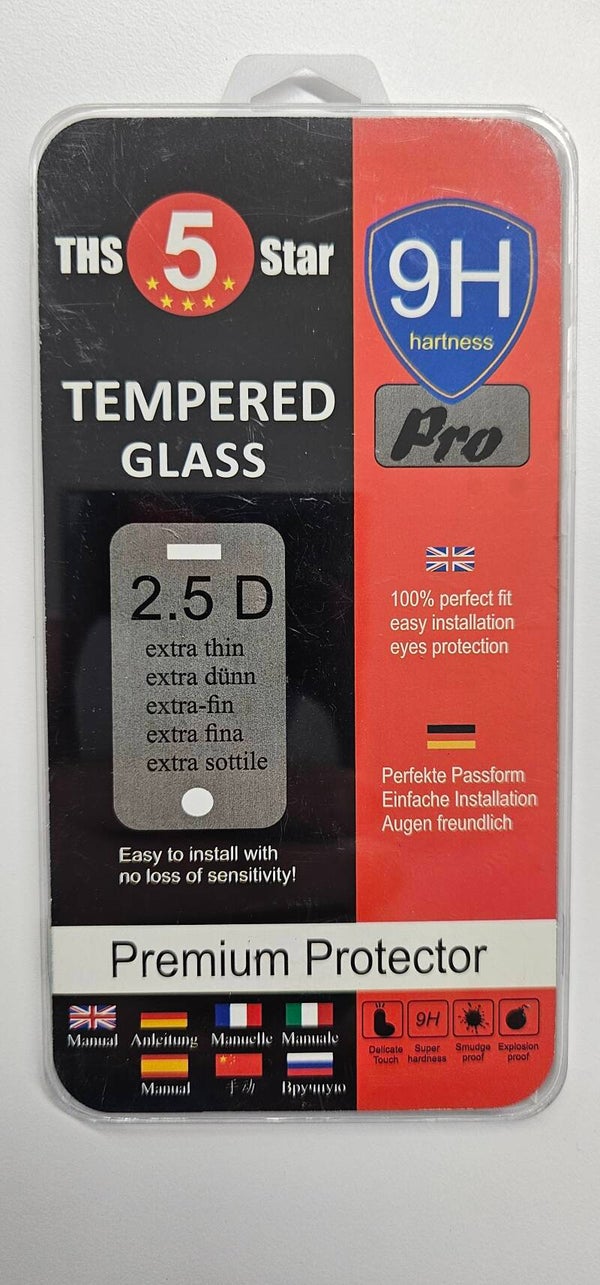 THS 5 Star
TEMPERED
GLASS
2.5 D
extra thin
extra dünn
extra-fin
extra fina
extra sottile
Easy to install with
no loss of sensitivity!
9H
hartness
Pro
100% perfect fit
easy installation
eyes protection
Perfekte Passform
Einfache Installation
Augen freundlich
Premium Protector
Manual Anleitung Manuelle Manuale
Manual 手动 Вручную
9H
Delicate Touch
Super hardness
Smudge proof
Explosion proof